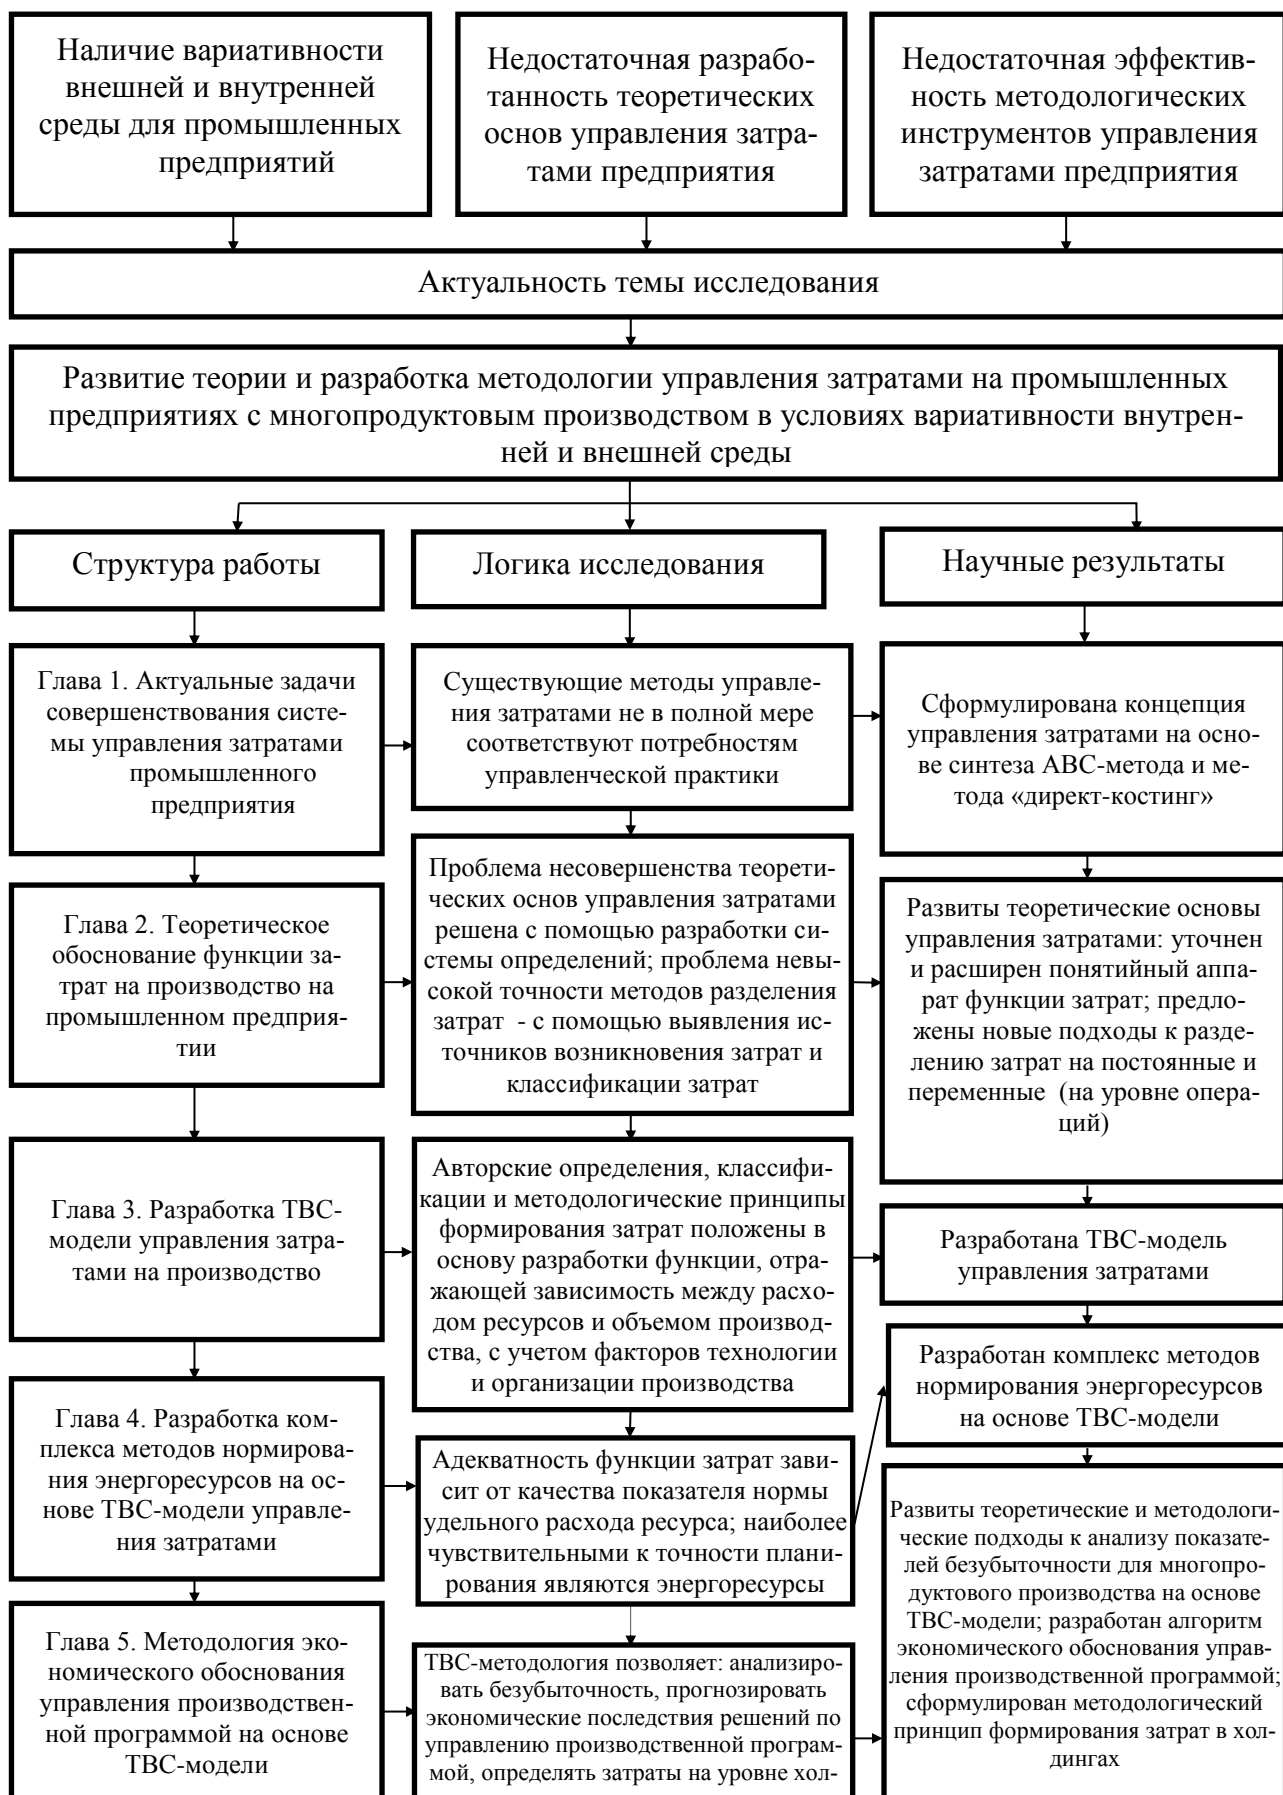 Наличие вариативности
внешней и внутренней
среды для промышленных
предприятий
Недостаточная разрабо-
танность теоретических
основ управления затра-
тами предприятия
Недостаточная эффектив-
ность методологических
инструментов управления
затратами предприятия
Актуальность темы исследования
Развитие теории и разработка методологии управления затратами на промышленных
предприятиях с многопродуктовым производством в условиях вариативности внутрен-
ней и внешней среды
Структура работы
Логика исследования
Научные результаты
Глава 1. Актуальные задачи
совершенствования систе-
мы управления затратами
промышленного
предприятия
Существующие методы управле-
ния затратами не в полной мере
соответствуют потребностям
управленческой практики
Сформулирована концепция
управления затратами на осно-
ве синтеза АВС-метода и ме-
тода «директ-костинг»
Глава 2. Теоретическое
обоснование функции за-
трат на производство на
промышленном предприя-
тии
Проблема несовершенства теорети-
ческих основ управления затратами
решена с помощью разработки си-
стемы определений; проблема невы-
сокой точности методов разделения
затрат - с помощью выявления ис-
точников возникновения затрат и
классификации затрат
Развиты теоретические основы
управления затратами: уточнен
и расширен понятийный аппа-
рат функции затрат; предло-
жены новые подходы к разде-
лению затрат на постоянные и
переменные (на уровне опера-
ций)
Глава 3. Разработка ТВС-
модели управления затра-
тами на производство
Авторские определения, классифи-
кации и методологические принципы
формирования затрат положены в
основу разработки функции, отра-
жающей зависимость между расхо-
дом ресурсов и объемом производ-
ства, с учетом факторов технологии
и организации производства
Разработана ТВС-модель
управления затратами
Глава 4. Разработка ком-
плекса методов нормирова-
ния энергоресурсов на ос-
нове ТВС-модели управле-
ния затратами
Адекватность функции затрат зави-
сит от качества показателя нормы
удельного расхода ресурса; наиболее
чувствительными к точности плани-
рования являются энергоресурсы
Разработан комплекс методов
нормирования энергоресурсов
на основе ТВС-модели
Глава 5. Методология эко-
номического обоснования
управления производствен-
ной программой на основе
ТВС-модели
ТВС-методология позволяет: анализиро-
вать безубыточность, прогнозировать
экономические последствия решений по
управлению производственной програм-
мой, определять затраты на уровне хол-
Развиты теоретические и методологи-
ческие подходы к анализу показате-
лей безубыточности для многопро-
дуктового производства на основе
ТВС-модели; разработан алгоритм
экономического обоснования управ-
ления производственной программой;
сформулирован методологический
принцип формирования затрат в хол-
дингах